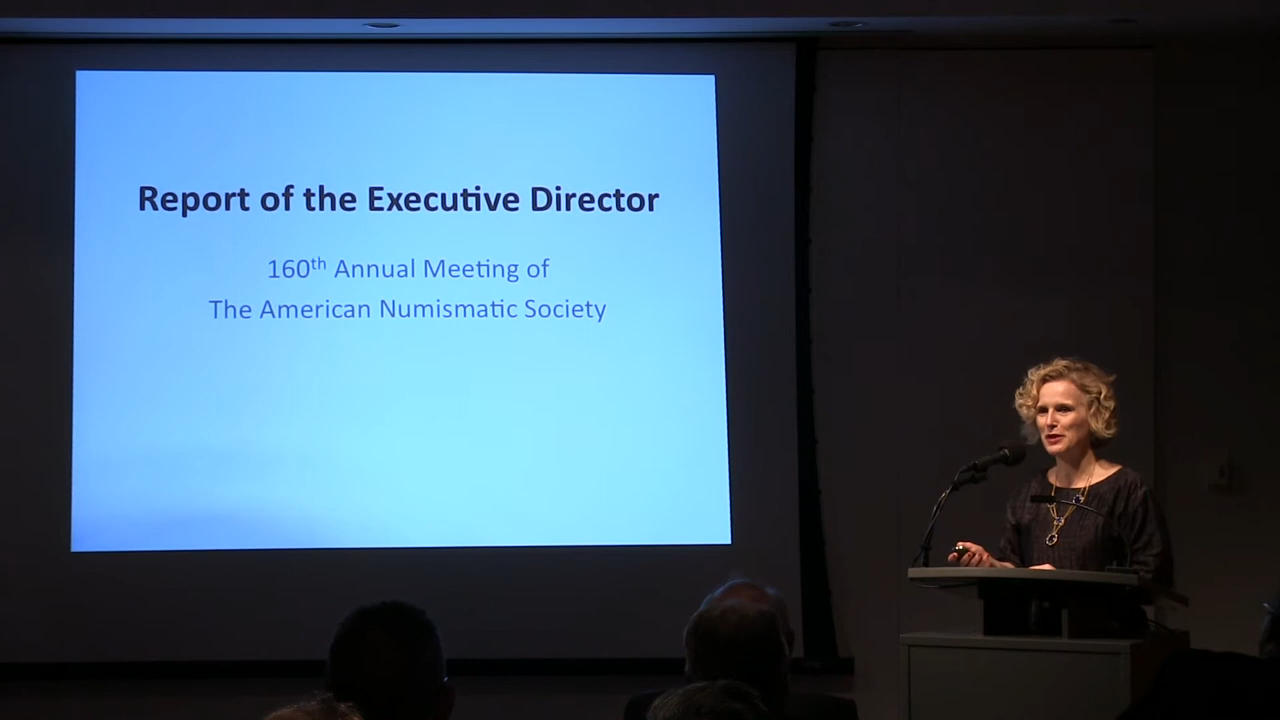 Report of the Executive Director
160th Annual Meeting of
The American Numismatic Society